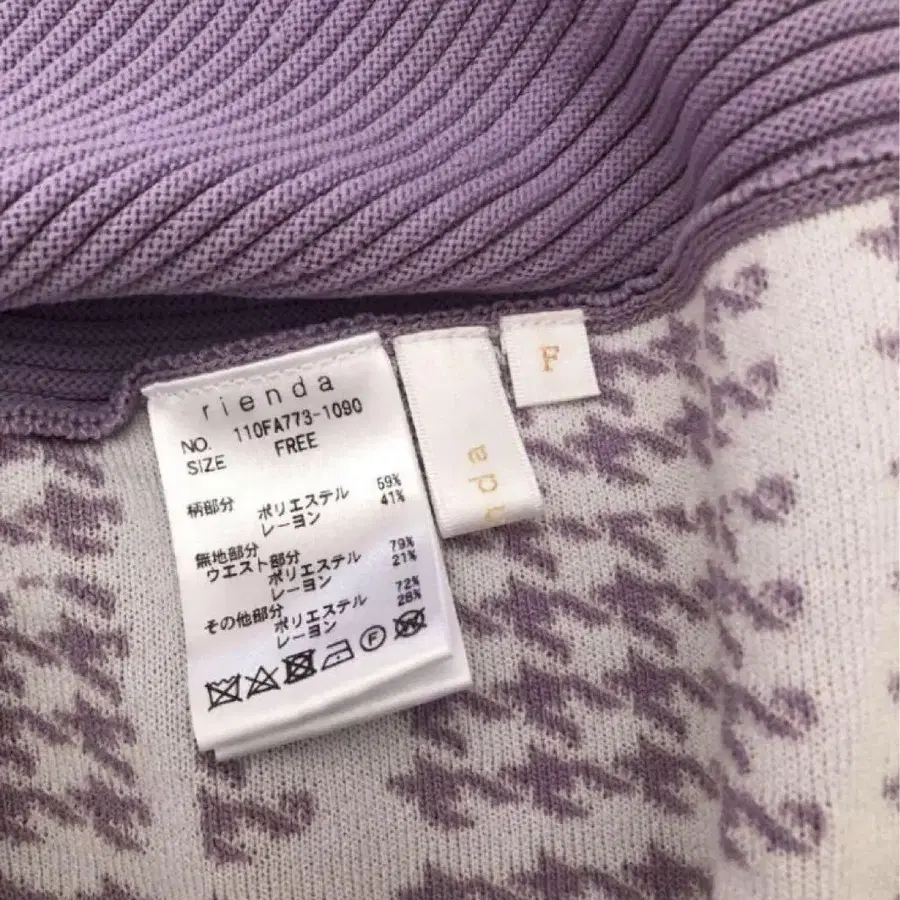 rienda
NO. 110FA773-1090
SIZE FREE
柄部分 ポリエステル 59%
レーヨン 41%
無地部分
ウエスト部分
ポリエステル 79%
レーヨン 21%
その他部分
ポリエステル 72%
レーヨン 28%
F
F